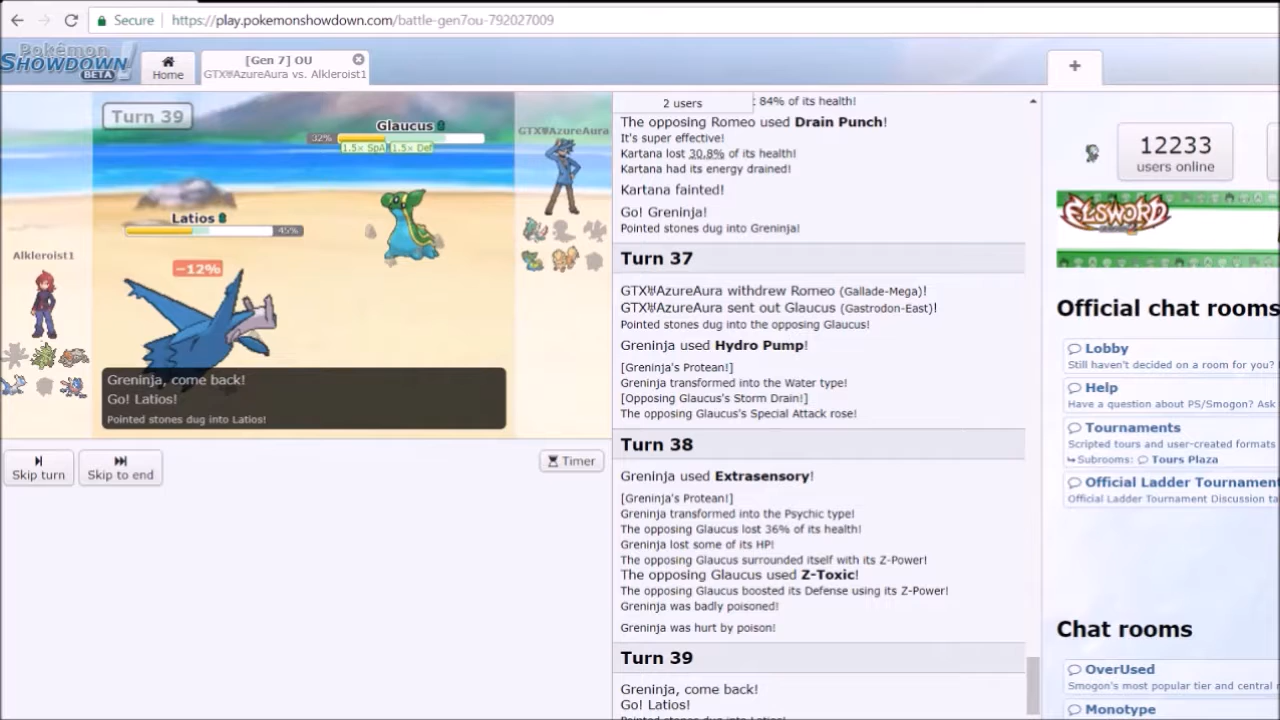 Secure
https://play.pokemonshowdown.com/battle-gen7ou-792027009
Pokémon
SHOWDOWN!
BETA
Home
[Gen 7] OU
GTX♅AzureAura vs. Alkleroist1
+
Turn 39
Glaucus
32%
1.5× SpA 1.5× Def
GTX♅AzureAura
Latios
45%
−12%
Alkleroist1
Greninja, come back!
Go! Latios!
Pointed stones dug into Latios!
Skip turn
Skip to end
Timer
2 users
84% of its health!
The opposing Romeo used Drain Punch!
It's super effective!
Kartana lost 30.8% of its health!
Kartana had its energy drained!
Kartana fainted!
Go! Greninja!
Pointed stones dug into Greninja!
Turn 37
GTX♅AzureAura withdrew Romeo (Gallade-Mega)!
GTX♅AzureAura sent out Glaucus (Gastrodon-East)!
Pointed stones dug into the opposing Glaucus!
Greninja used Hydro Pump!
[Greninja's Protean!]
Greninja transformed into the Water type!
[Opposing Glaucus's Storm Drain!]
The opposing Glaucus's Special Attack rose!
Turn 38
Greninja used Extrasensory!
[Greninja's Protean!]
Greninja transformed into the Psychic type!
The opposing Glaucus lost 36% of its health!
Greninja lost some of its HP!
The opposing Glaucus surrounded itself with its Z-Power!
The opposing Glaucus used Z-Toxic!
The opposing Glaucus boosted its Defense using its Z-Power!
Greninja was badly poisoned!
Greninja was hurt by poison!
Turn 39
Greninja, come back!
Go! Latios!
Pointed stones dug into Latios!
12233
users online
ELSWORD
Official chat rooms
Lobby
Still haven't decided on a room for you?
Help
Have a question about PS/Smogon? Ask
Tournaments
Scripted tours and user-created formats
↳ Subrooms: Tours Plaza
Official Ladder Tournament
Official Ladder Tournament Discussion ta
Chat rooms
OverUsed
Smogon's most popular tier and central
Monotype